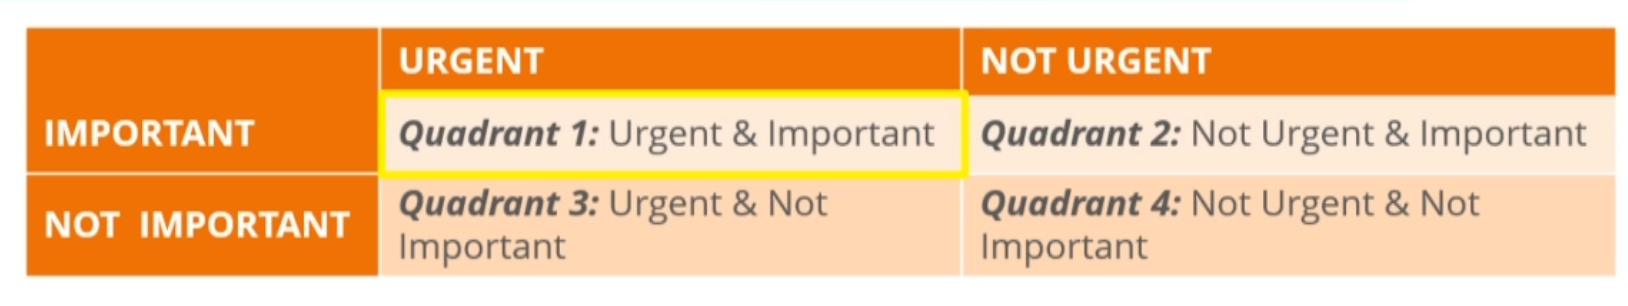 URGENT
NOT URGENT
IMPORTANT
Quadrant 1: Urgent & Important
Quadrant 2: Not Urgent & Important
NOT IMPORTANT
Quadrant 3: Urgent & Not
Important
Quadrant 4: Not Urgent & Not
Important